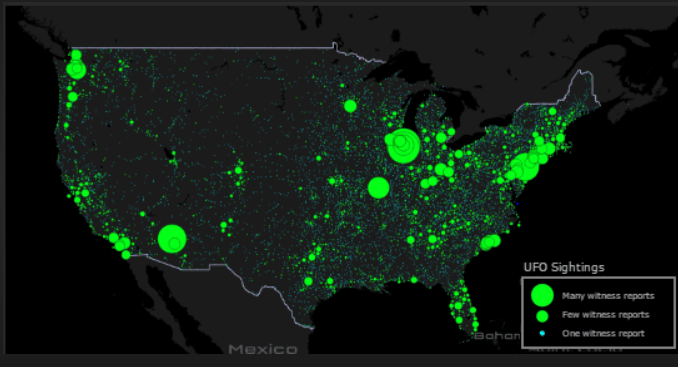 UFO Sightings
Many witness reports
Few witness reports
One witness report
Mexico